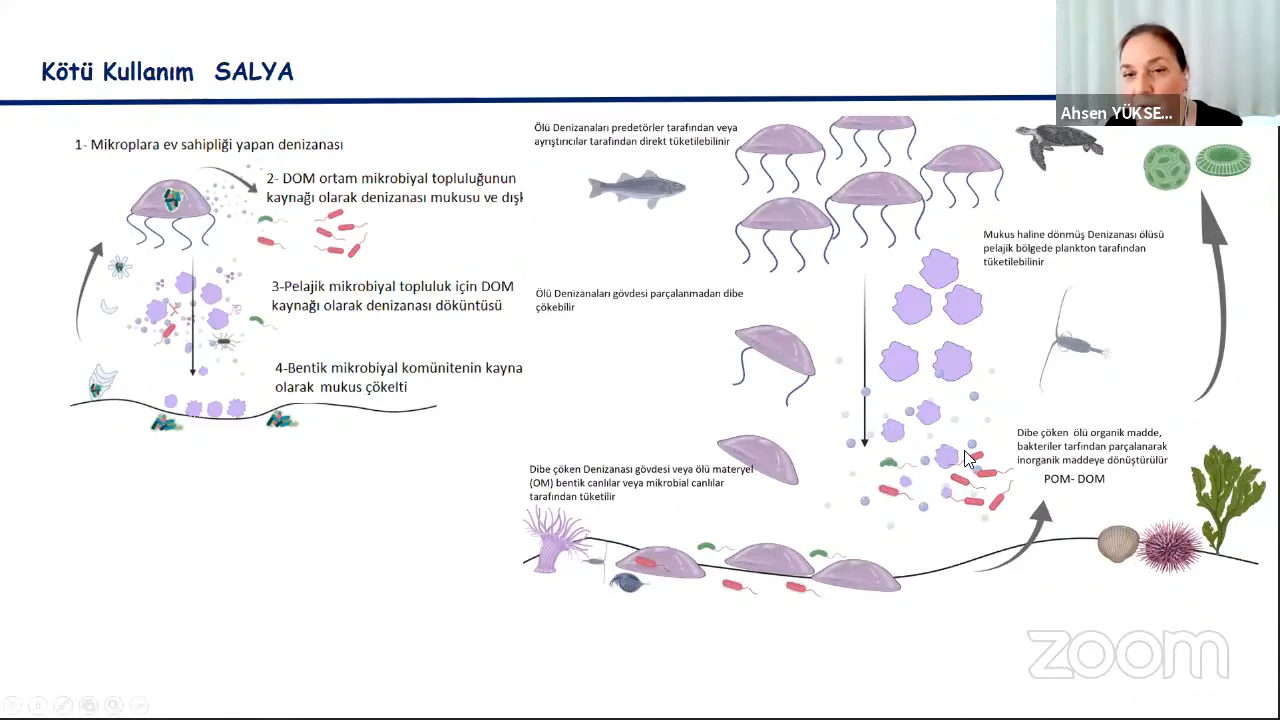 Kötü Kullanım SALYA
Ahsen YÜKSE...
1- Mikroplara ev sahipliği yapan denizanası
2- DOM ortam mikrobiyal topluluğunun
kaynağı olarak denizanası mukusu ve dışk
3-Pelajik mikrobiyal topluluk için DOM
kaynağı olarak denizanası döküntüsü
4-Bentik mikrobiyal komünitenin kayna
olarak mukus çökelti
Ölü Denizanaları predetörler tarafından veya
ayrıştırıcılar tarafından direkt tüketilebilinir
Mukus haline dönmüş Denizanası ölüsü
pelajik bölgede plankton tarafından
tüketilebilinir
Ölü Denizanaları gövdesi parçalanmadan dibe
çökebilir
Dibe çöken ölü organik madde,
bakteriler tarfından parçalanarak
inorganik maddeye dönüştürülür
POM- DOM
Dibe çöken Denizanası gövdesi veya ölü materyel
(OM) bentik canlılar veya mikrobial canlılar
tarafından tüketilir
zoom